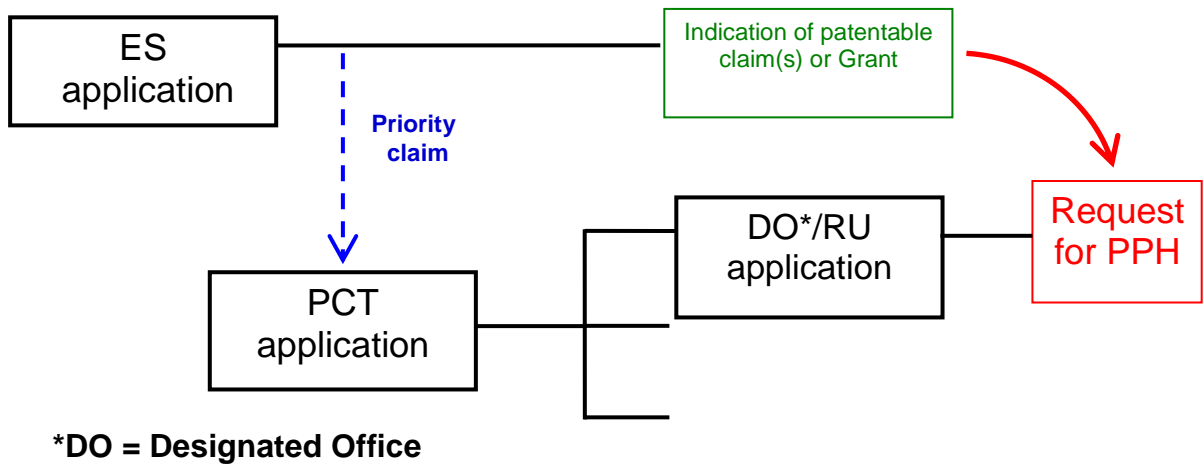 ES
application
Indication of patentable
claim(s) or Grant
Priority
claim
Request
for PPH
DO*/RU
application
PCT
application
*DO = Designated Office